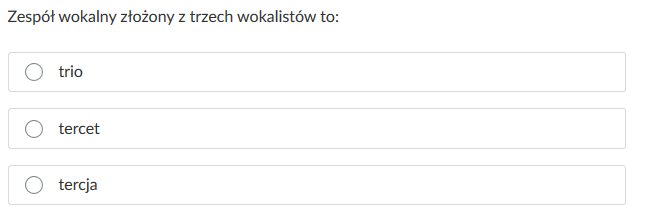 Zespół wokalny złożony z trzech wokalistów to:
trio
tercet
tercja